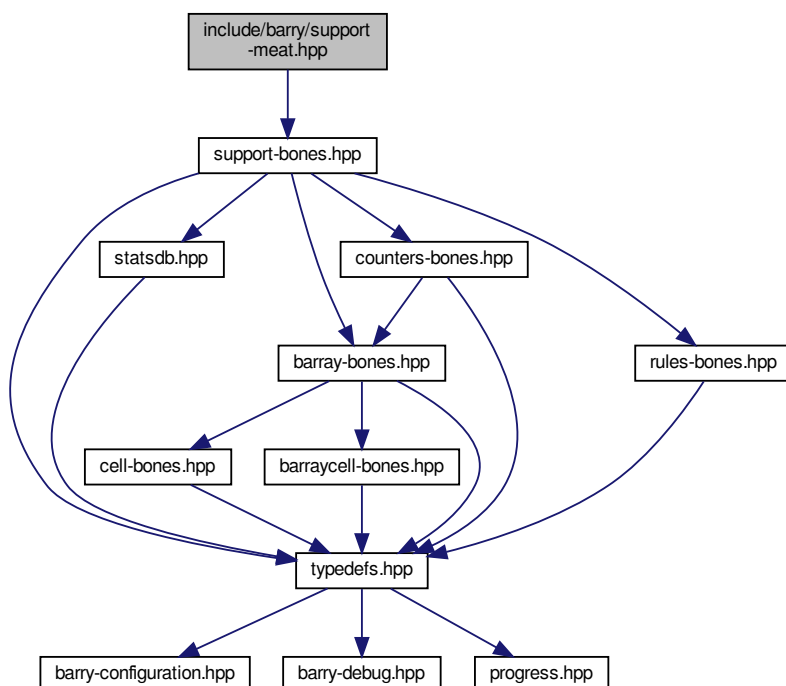 include/barry/support
-meat.hpp
support-bones.hpp
statsdb.hpp
counters-bones.hpp
barray-bones.hpp
rules-bones.hpp
cell-bones.hpp
barraycell-bones.hpp
typedefs.hpp
barry-configuration.hpp
barry-debug.hpp
progress.hpp